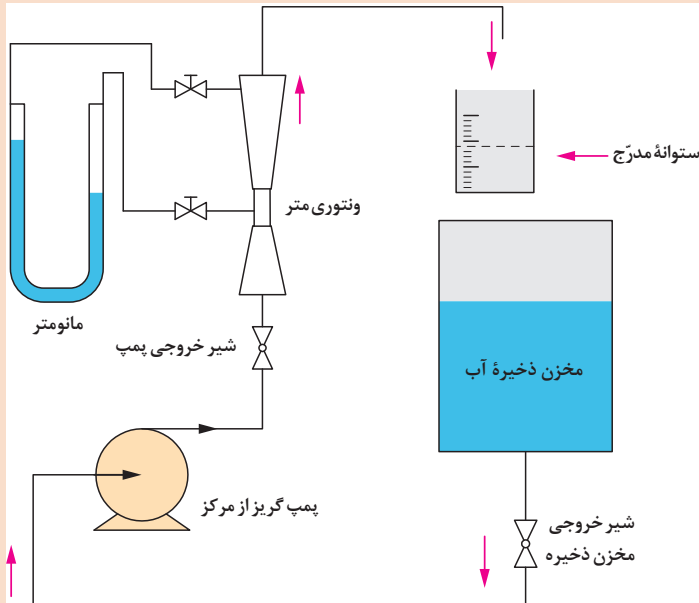 ستوانهٔ مدرّج
ونتوری متر
مانومتر
شیر خروجی پمپ
مخزن ذخیرهٔ آب
پمپ گریز از مرکز
شیر خروجی
مخزن ذخیره